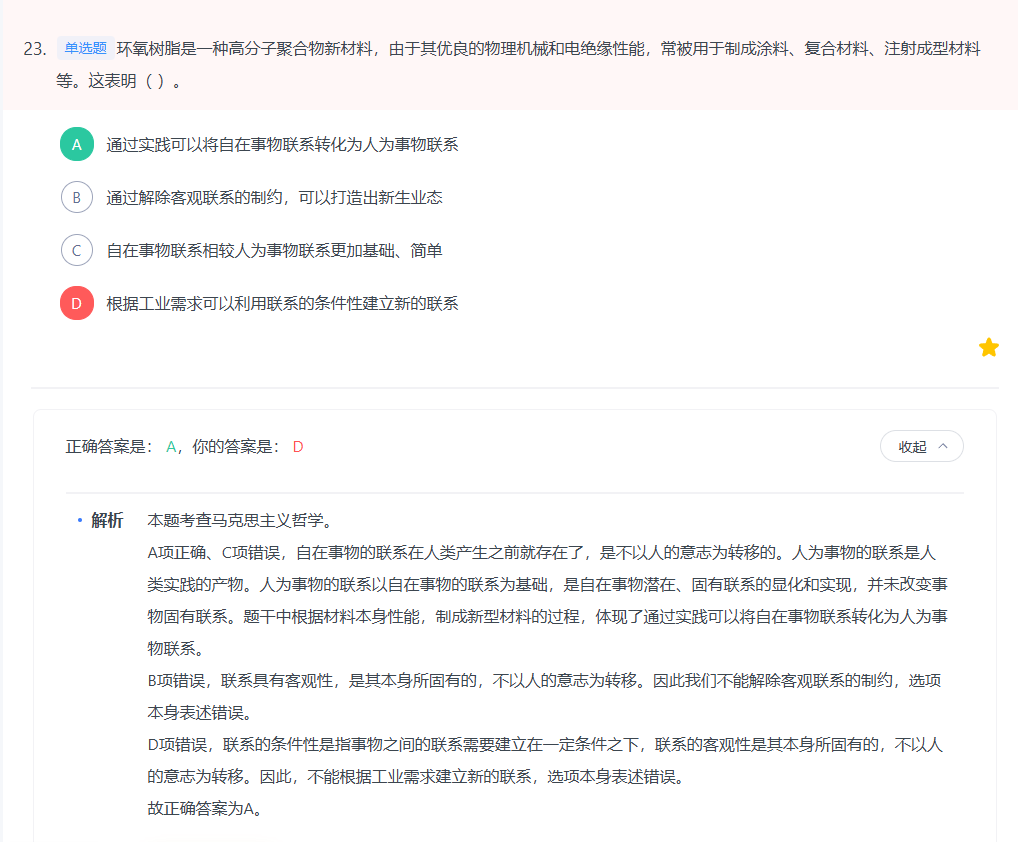 23. 单选题 环氧树脂是一种高分子聚合物新材料，由于其优良的物理机械和电绝缘性能，常被用于制成涂料、复合材料、注射成型材料
等。这表明（ ）。
A 通过实践可以将自在事物联系转化为人为事物联系
B 通过解除客观联系的制约，可以打造出新生业态
C 自在事物联系相较人为事物联系更加基础、简单
D 根据工业需求可以利用联系的条件性建立新的联系
正确答案是： A，你的答案是： D
收起
解析 本题考查马克思主义哲学。
A项正确、C项错误，自在事物的联系在人类产生之前就存在了，是不以人的意志为转移的。人为事物的联系是人
类实践的产物。人为事物的联系以自在事物的联系为基础，是自在事物潜在、固有联系的显化和实现，并未改变事
物固有联系。题干中根据材料本身性能，制成新型材料的过程，体现了通过实践可以将自在事物联系转化为人为事
物联系。
B项错误，联系具有客观性，是其本身所固有的，不以人的意志为转移。因此我们不能解除客观联系的制约，选项
本身表述错误。
D项错误，联系的条件性是指事物之间的联系需要建立在一定条件之下，联系的客观性是其本身所固有的，不以人
的意志为转移。因此，不能根据工业需求建立新的联系，选项本身表述错误。
故正确答案为A。